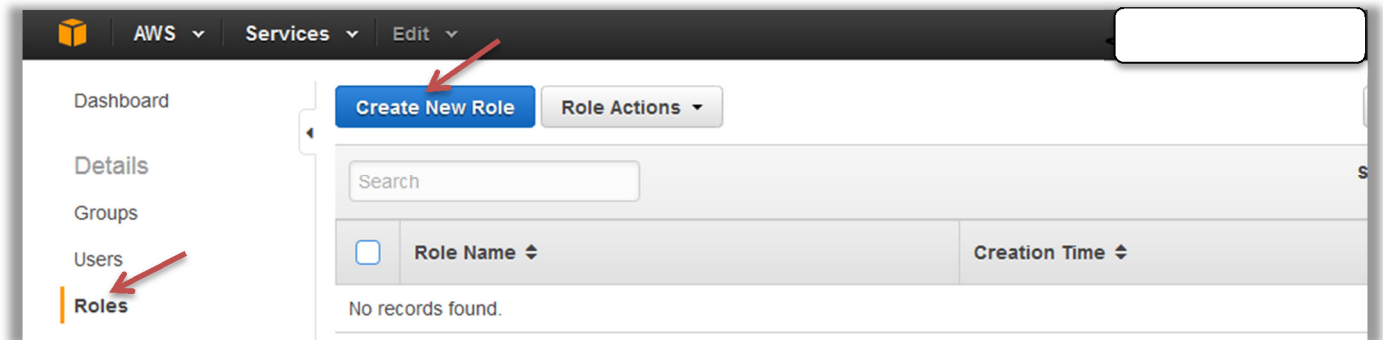 AWS Services Edit
Dashboard
Create New Role Role Actions
Details
Search
Groups
Role Name Creation Time
Users
Roles
No records found.